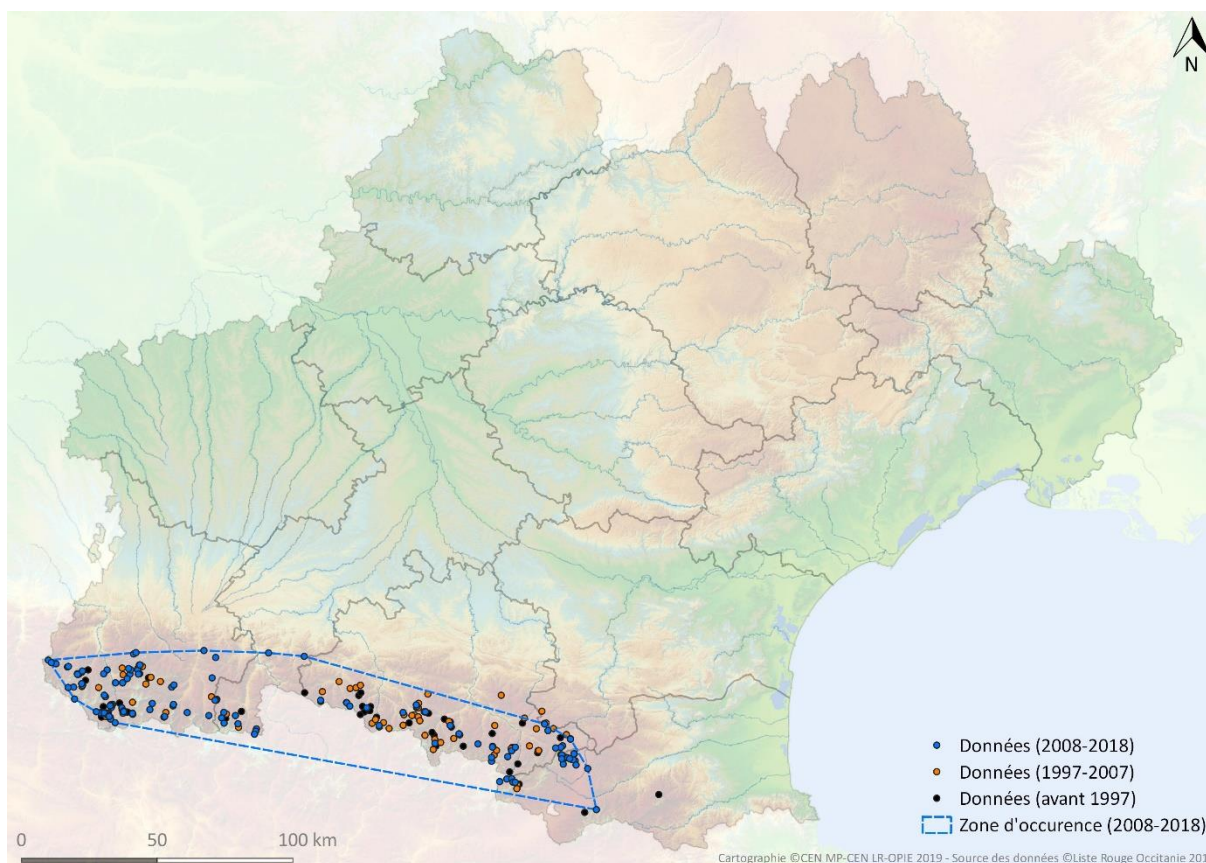 N
Données (2008-2018)
Données (1997-2007)
Données (avant 1997)
Zone d'occurence (2008-2018)
0 50 100 km
Cartographie ©CEN MP-CEN LR-OPIE 2019 - Source des données ©Liste Rouge Occitanie 201